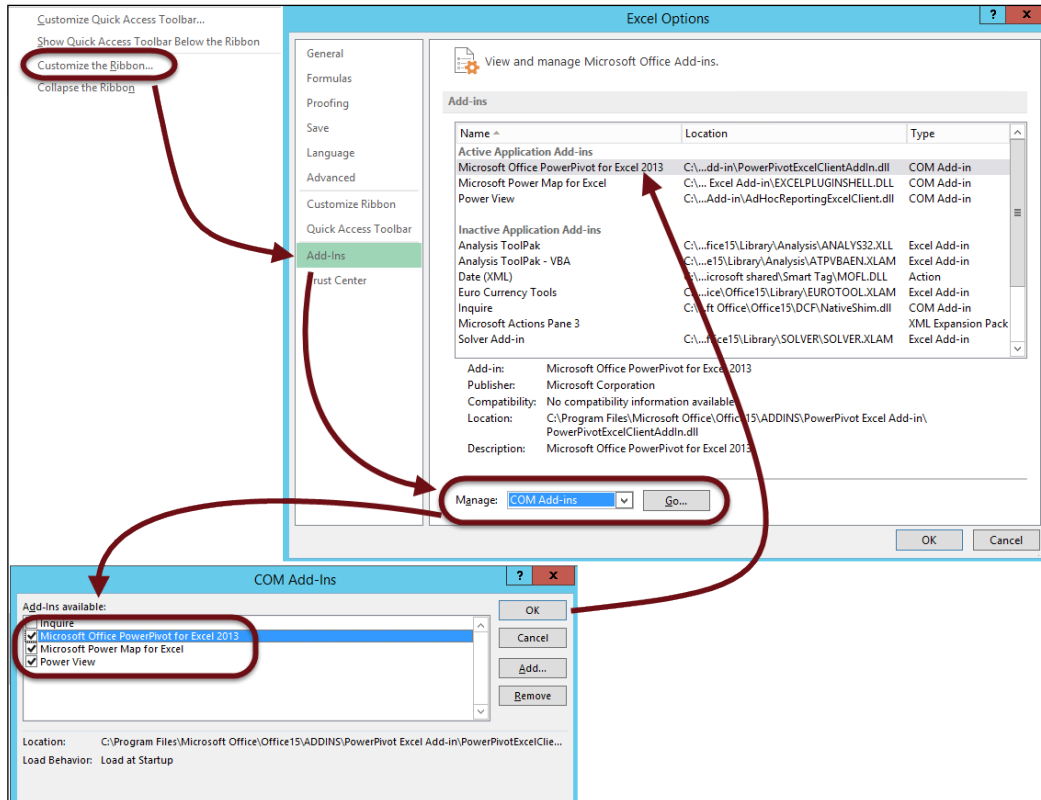 Customize Quick Access Toolbar...
Show Quick Access Toolbar Below the Ribbon
Customize the Ribbon...
Collapse the Ribbon
Excel Options
?
x
General
Formulas
Proofing
Save
Language
Advanced
Customize Ribbon
Quick Access Toolbar
Add-Ins
Trust Center
View and manage Microsoft Office Add-ins.
Add-ins
Name Location Type
Active Application Add-ins
Microsoft Office PowerPivot for Excel 2013 C:\...dd-in\PowerPivotExcelClientAddIn.dll COM Add-in
Microsoft Power Map for Excel C:\... Excel Add-in\EXCELPLUGINSHELL.DLL COM Add-in
Power View C:\...Add-in\AdHocReportingExcelClient.dll COM Add-in
Inactive Application Add-ins
Analysis ToolPak C:\...fice15\Library\Analysis\ANALYS32.XLL Excel Add-in
Analysis ToolPak - VBA C:\...e15\Library\Analysis\ATPVBAEN.XLAM Excel Add-in
Date (XML) C:\...icrosoft shared\Smart Tag\MOFL.DLL Action
Euro Currency Tools C:\...ice\Office15\Library\EUROTOOL.XLAM Excel Add-in
Inquire C:\...ft Office\Office15\DCF\NativeShim.dll COM Add-in
Microsoft Actions Pane 3 XML Expansion Pack
Solver Add-in C:\...ffice15\Library\SOLVER\SOLVER.XLAM Excel Add-in
Add-in: Microsoft Office PowerPivot for Excel 2013
Publisher: Microsoft Corporation
Compatibility: No compatibility information available
Location: C:\Program Files\Microsoft Office\Office15\ADDINS\PowerPivot Excel Add-in\
PowerPivotExcelClientAddIn.dll
Description: Microsoft Office PowerPivot for Excel 2013
Manage: COM Add-ins Go...
OK Cancel
COM Add-Ins
?
x
Add-Ins available:
Inquire
Microsoft Office PowerPivot for Excel 2013
Microsoft Power Map for Excel
Power View
OK
Cancel
Add...
Remove
Location: C:\Program Files\Microsoft Office\Office15\ADDINS\PowerPivot Excel Add-in\PowerPivotExcelClie...
Load Behavior: Load at Startup